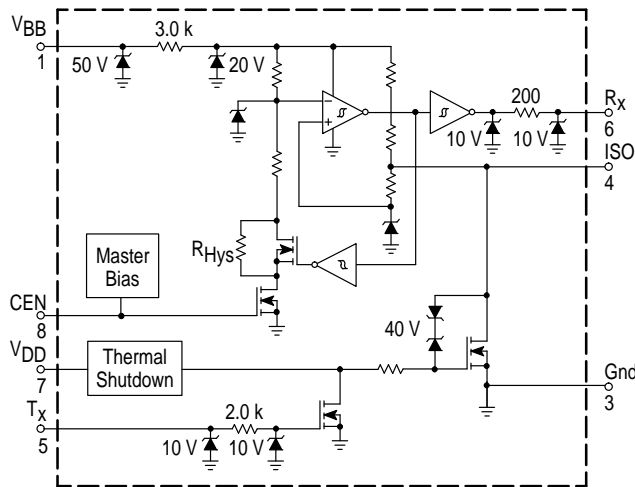 VBB
1
3.0 k
50 V
20 V
200
Rx
6
10 V
10 V
ISO
4
RHys
Master
Bias
CEN
8
40 V
VDD
7
Thermal
Shutdown
Gnd
3
Tx
5
2.0 k
10 V
10 V